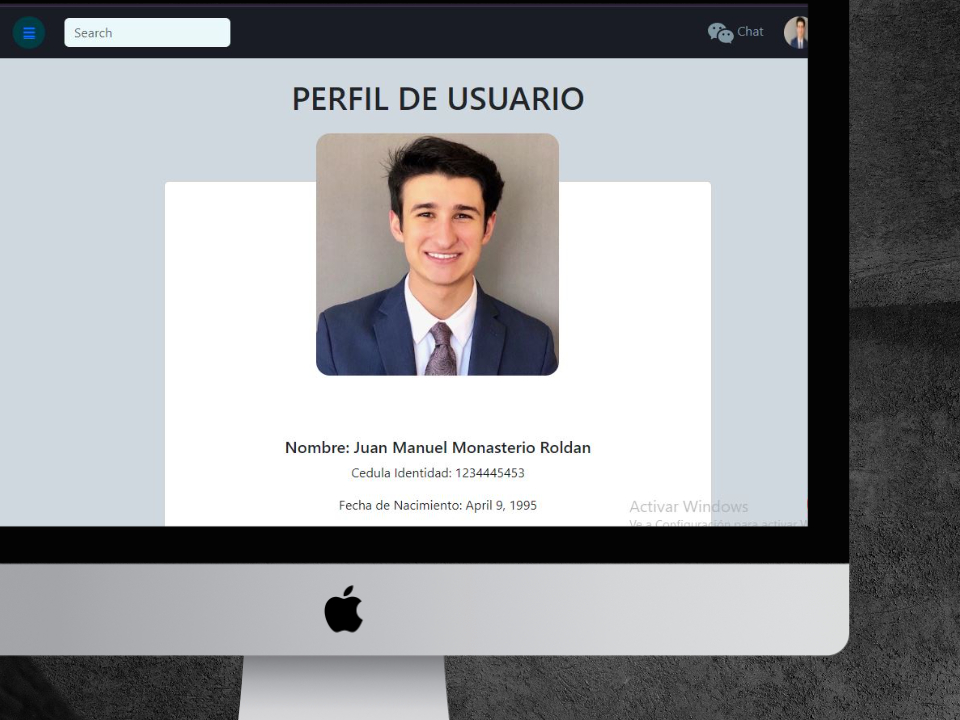 Search
Chat
PERFIL DE USUARIO
Nombre: Juan Manuel Monasterio Roldan
Cedula Identidad: 1234445453
Fecha de Nacimiento: April 9, 1995
Activar Windows
Ve a Configuración para activar W